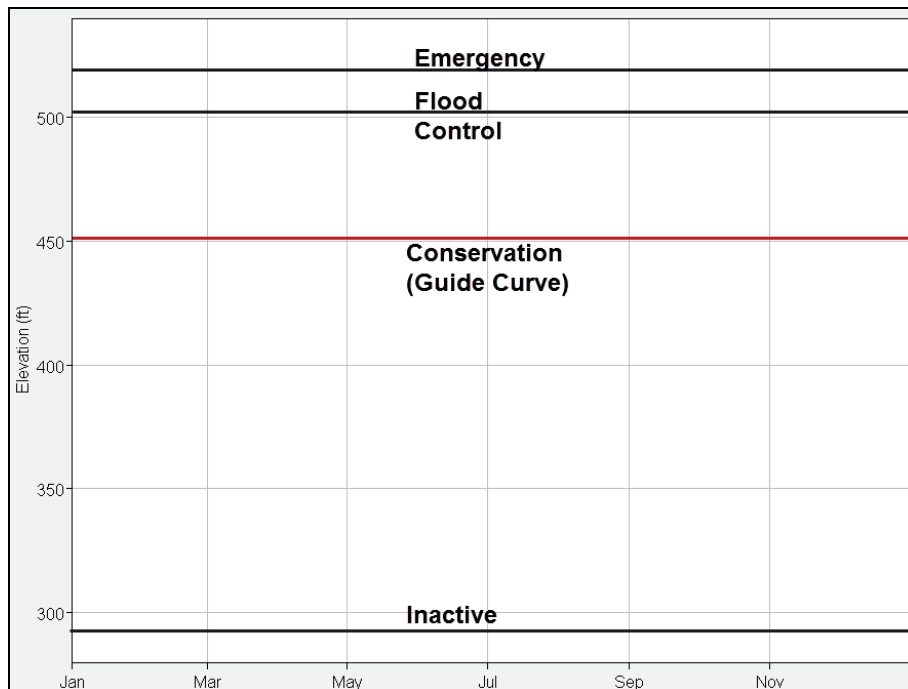 Emergency
Flood
500
Control
450
Conservation
(Guide Curve)
Elevation (ft)
400
350
300
Inactive
Jan Mar May Jul Sep Nov